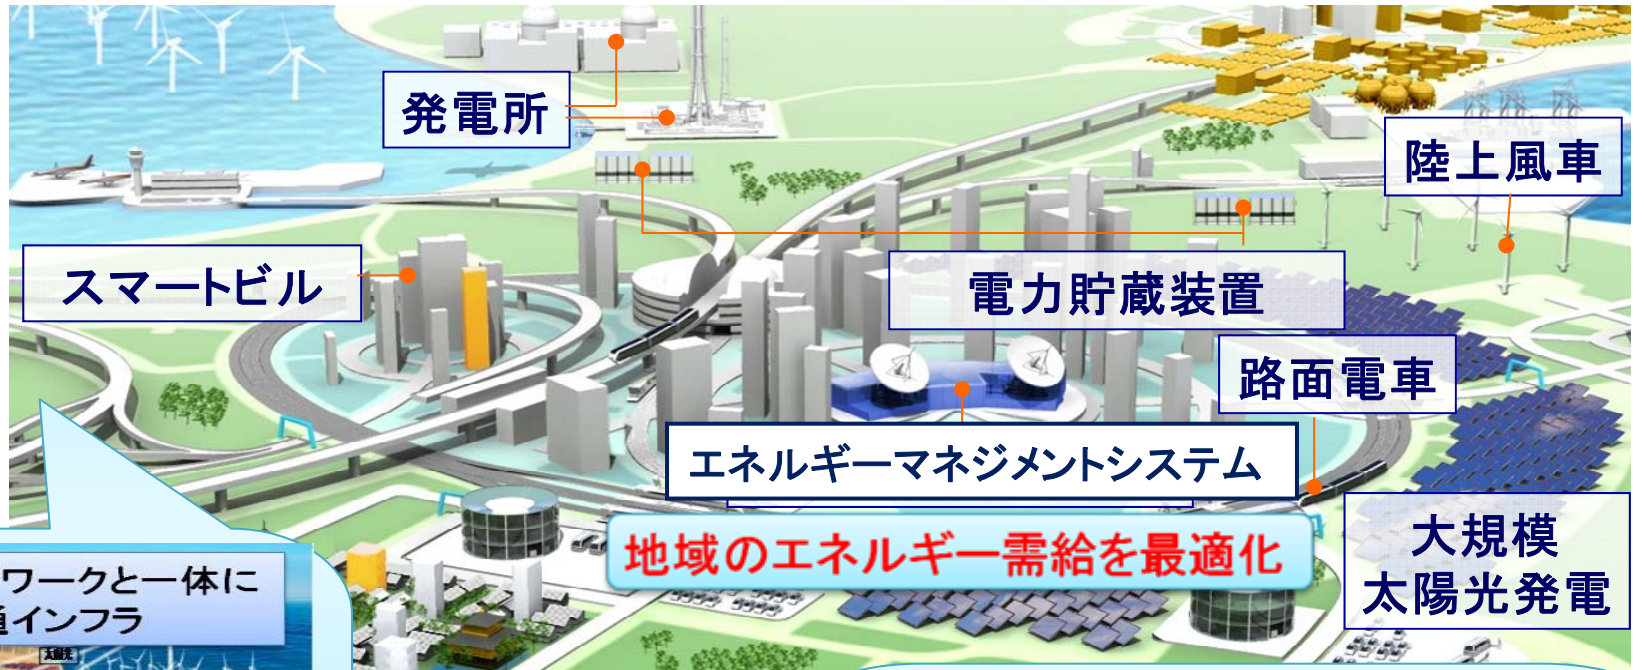 発電所
陸上風車
スマートビル
電力貯蔵装置
路面電車
エネルギーマネジメントシステム
地域のエネルギー需給を最適化
大規模
太陽光発電
ワークと一体に
インフラ
太陽光